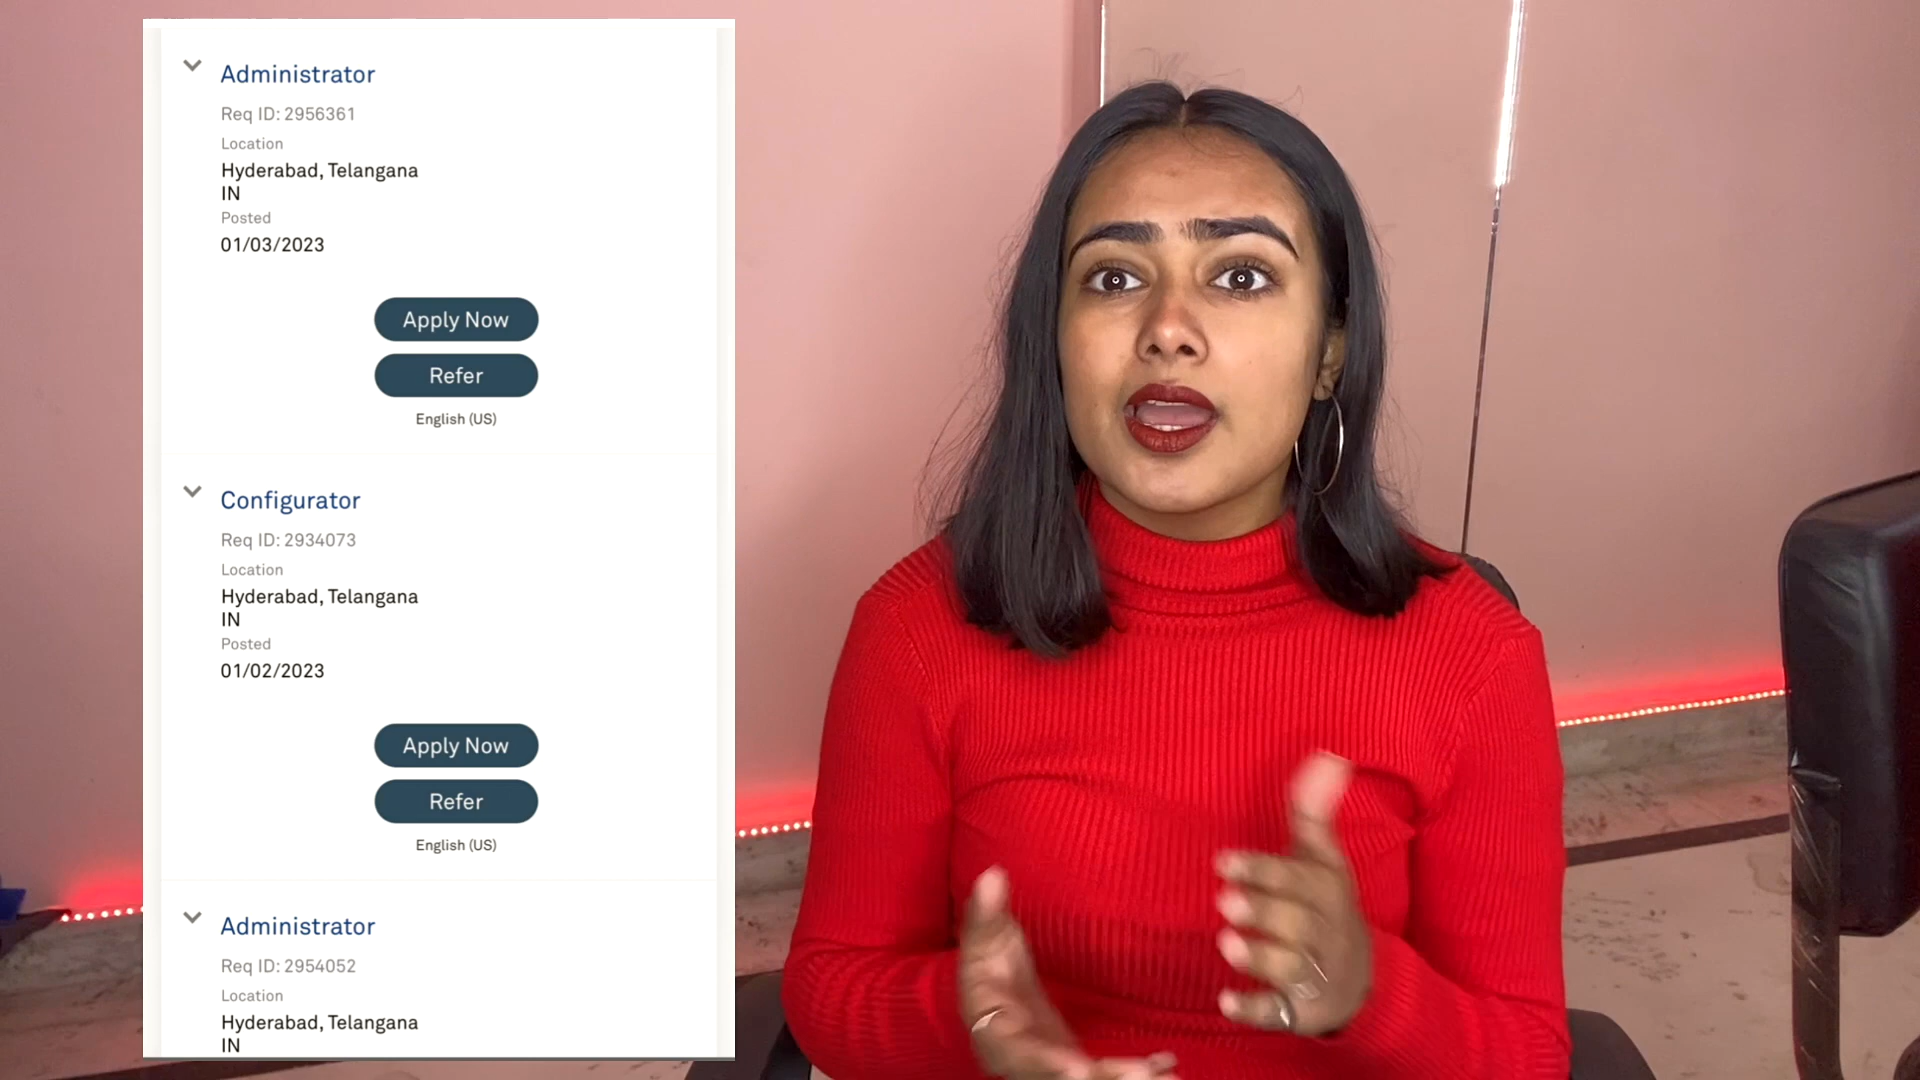 Administrator
Req ID: 2956361
Location
Hyderabad, Telangana
IN
Posted
01/03/2023
Apply Now
Refer
English (US)
Configurator
Req ID: 2934073
Location
Hyderabad, Telangana
IN
Posted
01/02/2023
Apply Now
Refer
English (US)
Administrator
Req ID: 2954052
Location
Hyderabad, Telangana
IN